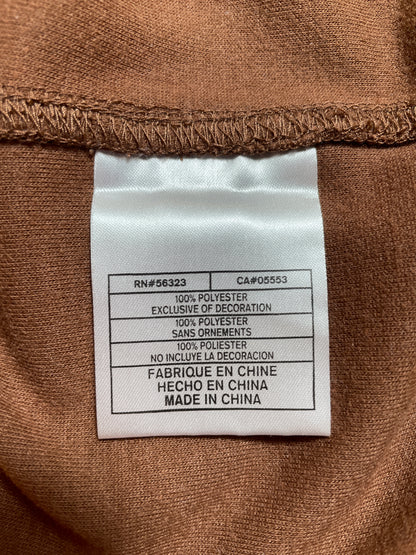 RN#56323 CA#05553
100% POLYESTER
EXCLUSIVE OF DECORATION
100% POLYESTER
SANS ORNEMENTS
100% POLIESTER
NO INCLUYE LA DECORACION
FABRIQUE EN CHINE
HECHO EN CHINA
MADE IN CHINA